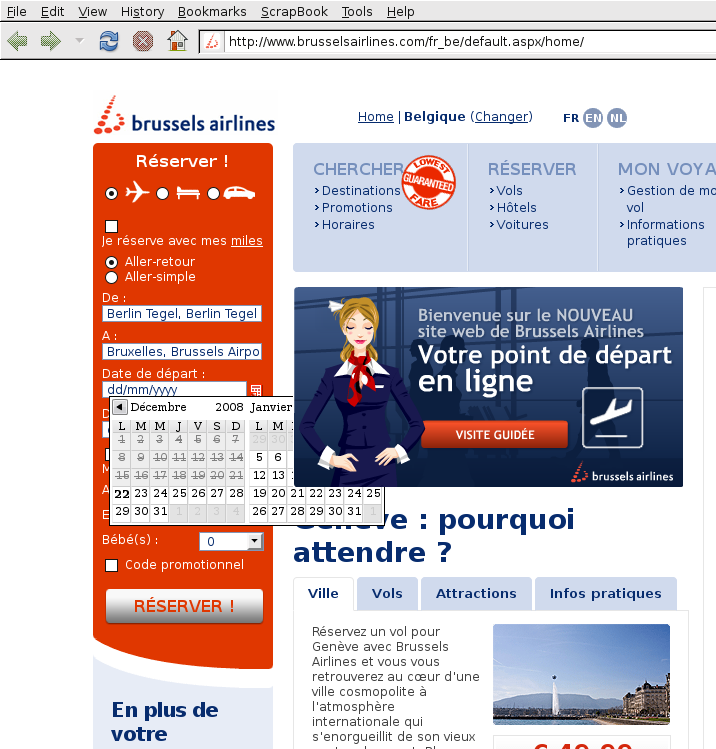 File Edit View History Bookmarks ScrapBook Tools Help
http://www.brusselsairlines.com/fr_be/default.aspx/home/
brussels airlines
Home | Belgique (Changer)
FR EN NL
Réserver !
Je réserve avec mes miles
Aller-retour
Aller-simple
De :
Berlin Tegel, Berlin Tegel
A :
Bruxelles, Brussels Airpo
Date de départ :
dd/mm/yyyy
Décembre 2008 Janvier
L M M J V S D L M
1 2 3 4 5 6 7 29 30
8 9 10 11 12 13 14 5 6
15 16 17 18 19 20 21 12 13
22 23 24 25 26 27 28 19 20 21 22 23 24 25
29 30 31 1 2 3 4 26 27 28 29 30 31 1
Bébé(s) : 0
Code promotionnel
RÉSERVER !
En plus de
votre
CHERCHER
LOWEST
GUARANTEED
FARE
Destinations
Promotions
Horaires
RÉSERVER
Vols
Hôtels
Voitures
MON VOYA
Gestion de mo
vol
Informations
pratiques
Bienvenue sur le NOUVEAU
site web de Brussels Airlines
Votre point de départ
en ligne
VISITE GUIDÉE
brussels airlines
Genève : pourquoi
attendre ?
Ville Vols Attractions Infos pratiques
Réservez un vol pour
Genève avec Brussels
Airlines et vous vous
retrouverez au cœur d'une
ville cosmopolite à
l'atmosphère
internationale qui
s'enorgueillit de son vieux